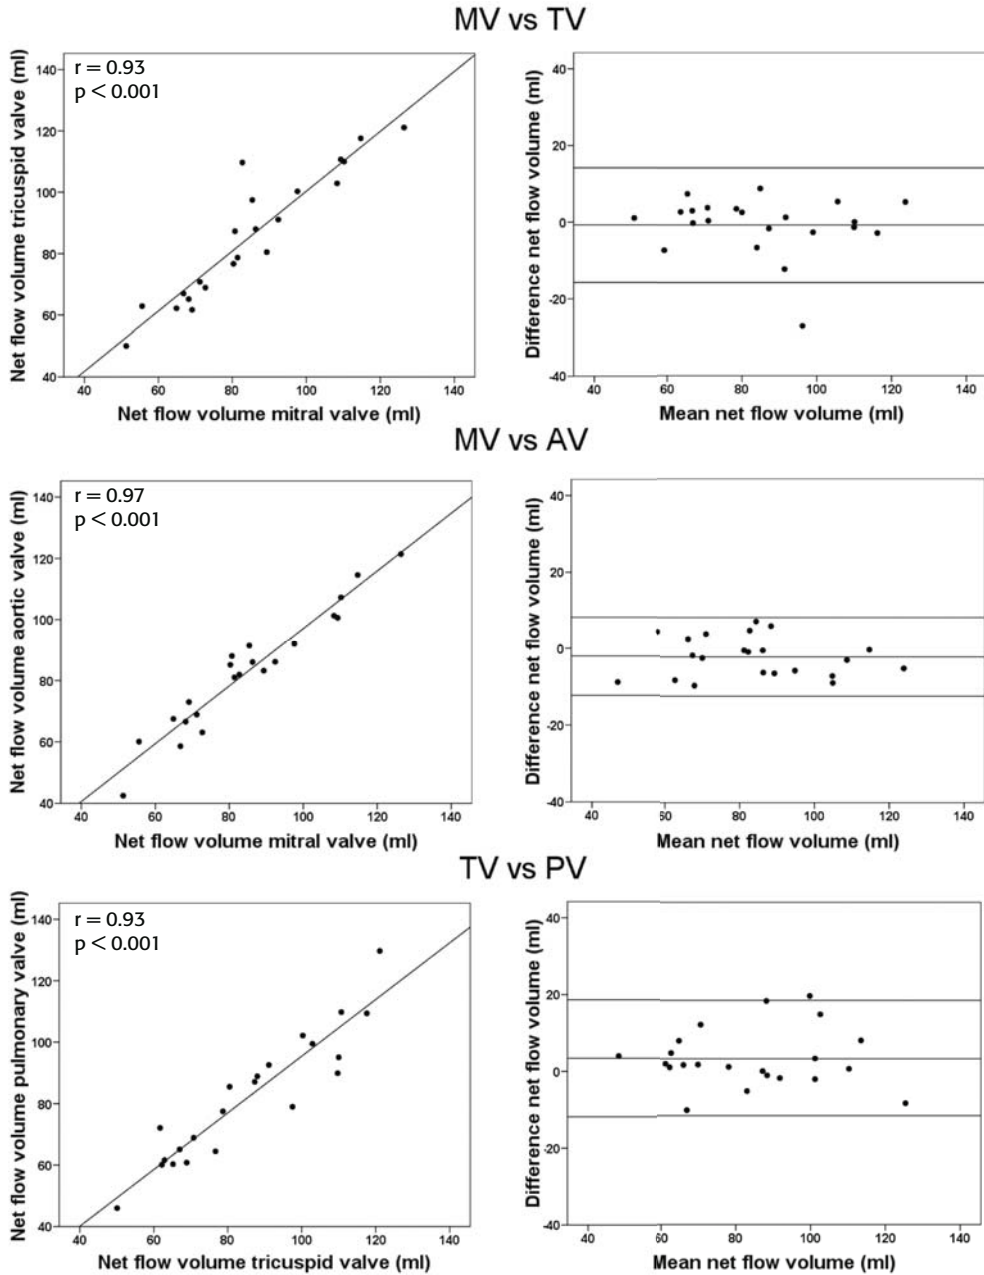 MV vs TV
Net flow volume tricuspid valve (ml)
r = 0.93
p < 0.001
140
120
100
80
60
40
40 60 80 100 120 140
Net flow volume mitral valve (ml)
Difference net flow volume (ml)
40
20
0
-20
-40
40 60 80 100 120 140
Mean net flow volume (ml)
MV vs AV
Net flow volume aortic valve (ml)
r = 0.97
p < 0.001
140
120
100
80
60
40
40 60 80 100 120 140
Net flow volume mitral valve (ml)
Difference net flow volume (ml)
40
20
0
-20
-40
40 60 80 100 120 140
Mean net flow volume (ml)
TV vs PV
Net flow volume pulmonary valve (ml)
r = 0.93
p < 0.001
140
120
100
80
60
40
40 60 80 100 120 140
Net flow volume tricuspid valve (ml)
Difference net flow volume (ml)
40
20
0
-20
-40
40 60 80 100 120 140
Mean net flow volume (ml)